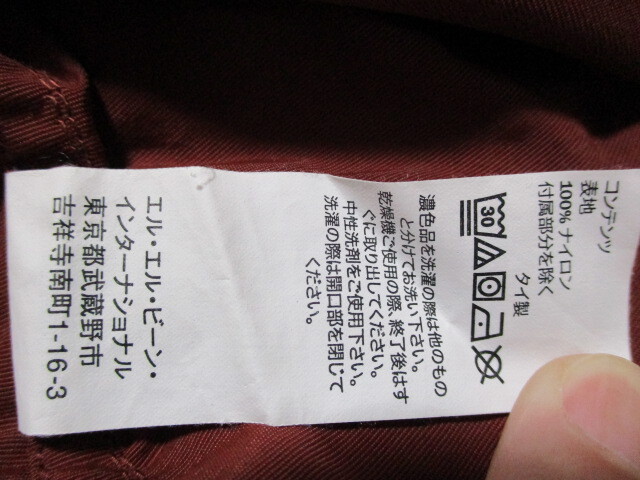 コンテンツ
表地
100% ナイロン
付属部分を除く
タイ製
30
濃色品を洗濯の際は他のもの
と分けてお洗い下さい。
乾燥機ご使用の際、終了後はす
ぐに取り出してください。
中性洗剤をご使用下さい。
洗濯の際は開口部を閉じて
ください。
エル・エル・ビーン・
インターナショナル
東京都武蔵野市
吉祥寺南町1-16-3